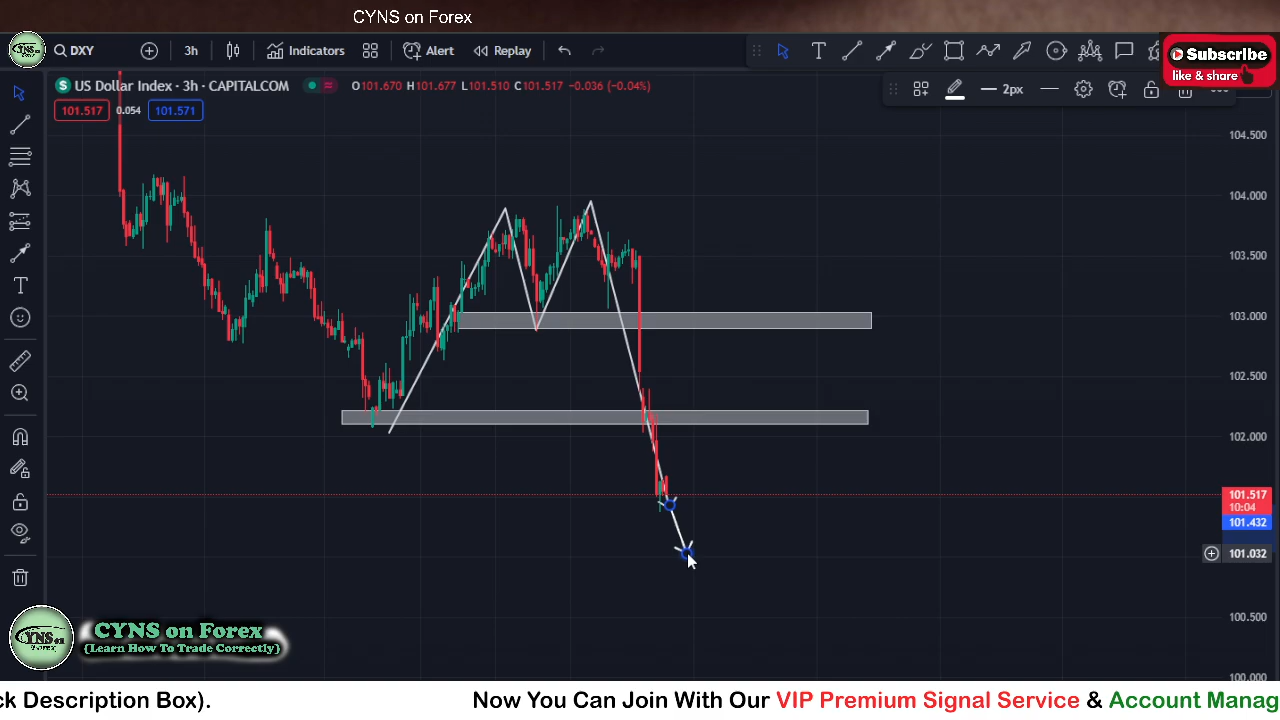 CYNS on Forex
DXY
3h
Indicators
Alert
Replay
Subscribe
like & share
US Dollar Index · 3h · CAPITALCOM
O101.670 H101.677 L101.510 C101.517 -0.036 (-0.04%)
2px
101.517
0.054
101.571
104.500
104.000
103.500
103.000
102.500
102.000
101.517
10:04
101.432
101.032
100.500
100.000
CYNS on Forex
{Learn How To Trade Correctly}
ck Description Box).
Now You Can Join With Our VIP Premium Signal Service & Account Manag